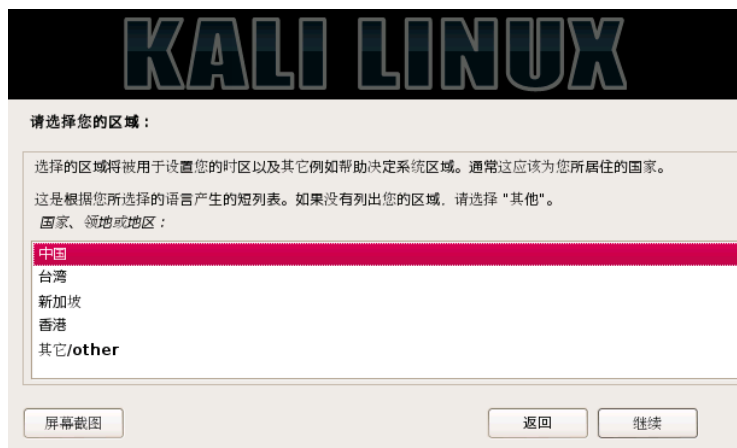 KALI LINUX
请选择您的区域：
选择的区域将被用于设置您的时区以及其它例如帮助决定系统区域。通常这应该为您所居住的国家。
这是根据您所选择的语言产生的短列表。如果没有列出您的区域，请选择 "其他"。
国家、领地或地区：
中国
台湾
新加坡
香港
其它/other
屏幕截图
返回
继续